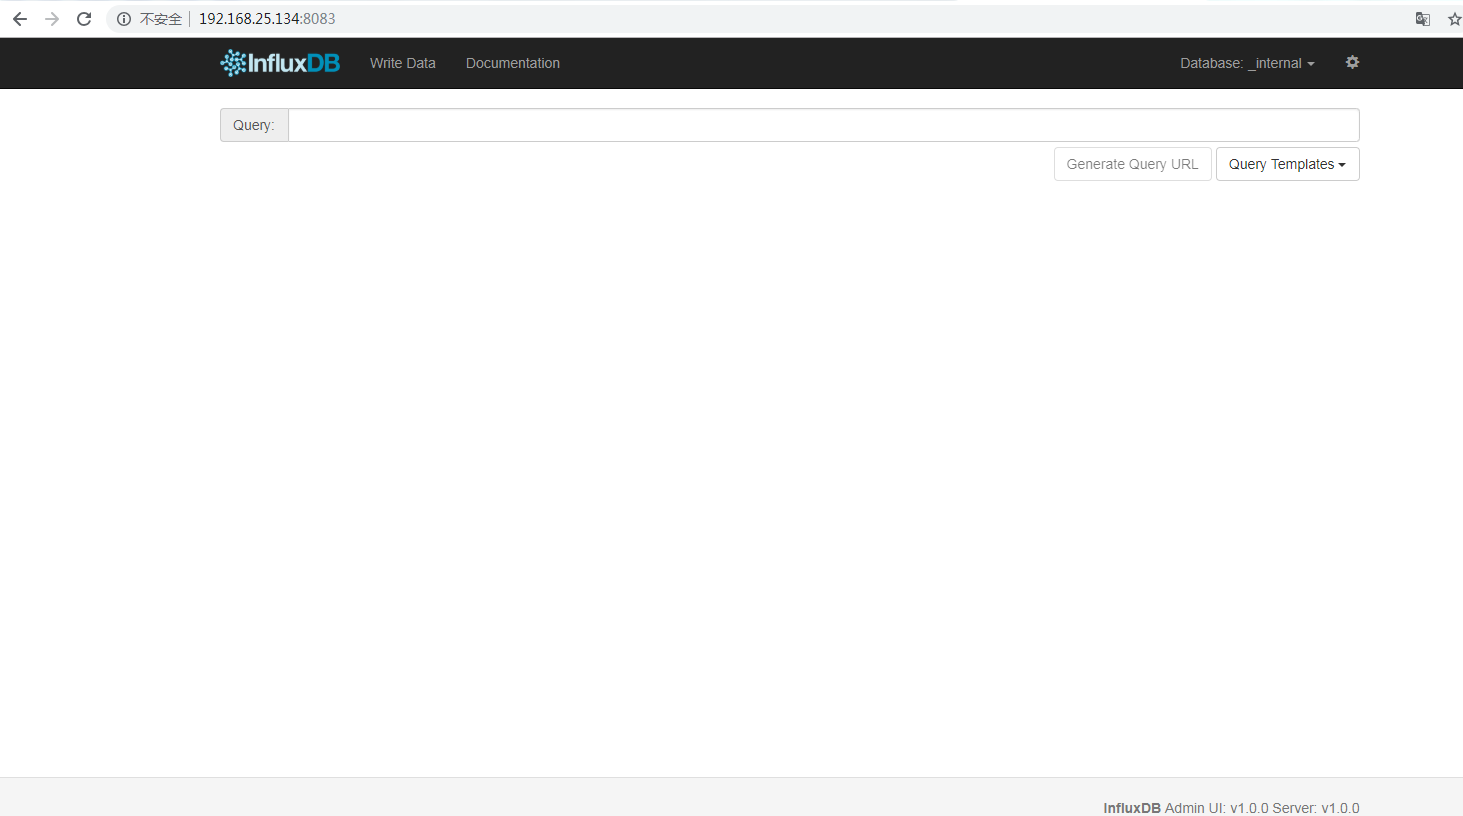 不安全 192.168.25.134:8083
InfluxDB Write Data Documentation Database: _internal
Query:
Generate Query URL Query Templates
InfluxDB Admin UI: v1.0.0 Server: v1.0.0